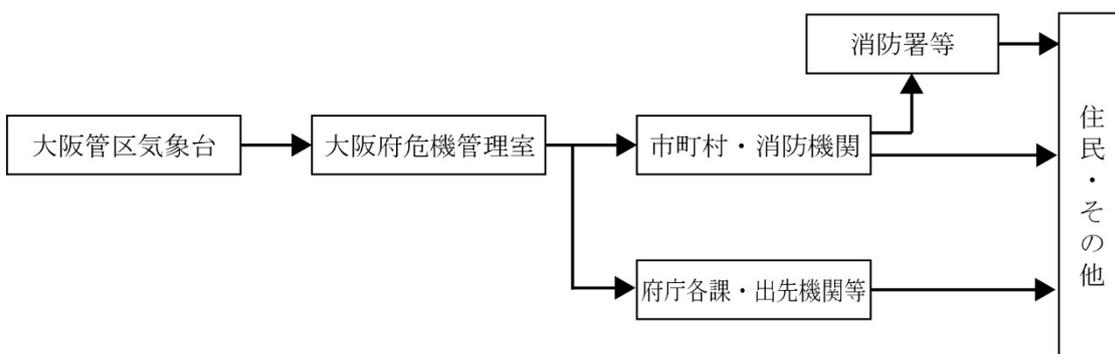 消防署等
大阪管区気象台
大阪府危機管理室
市町村・消防機関
府庁各課・出先機関等
住民・その他